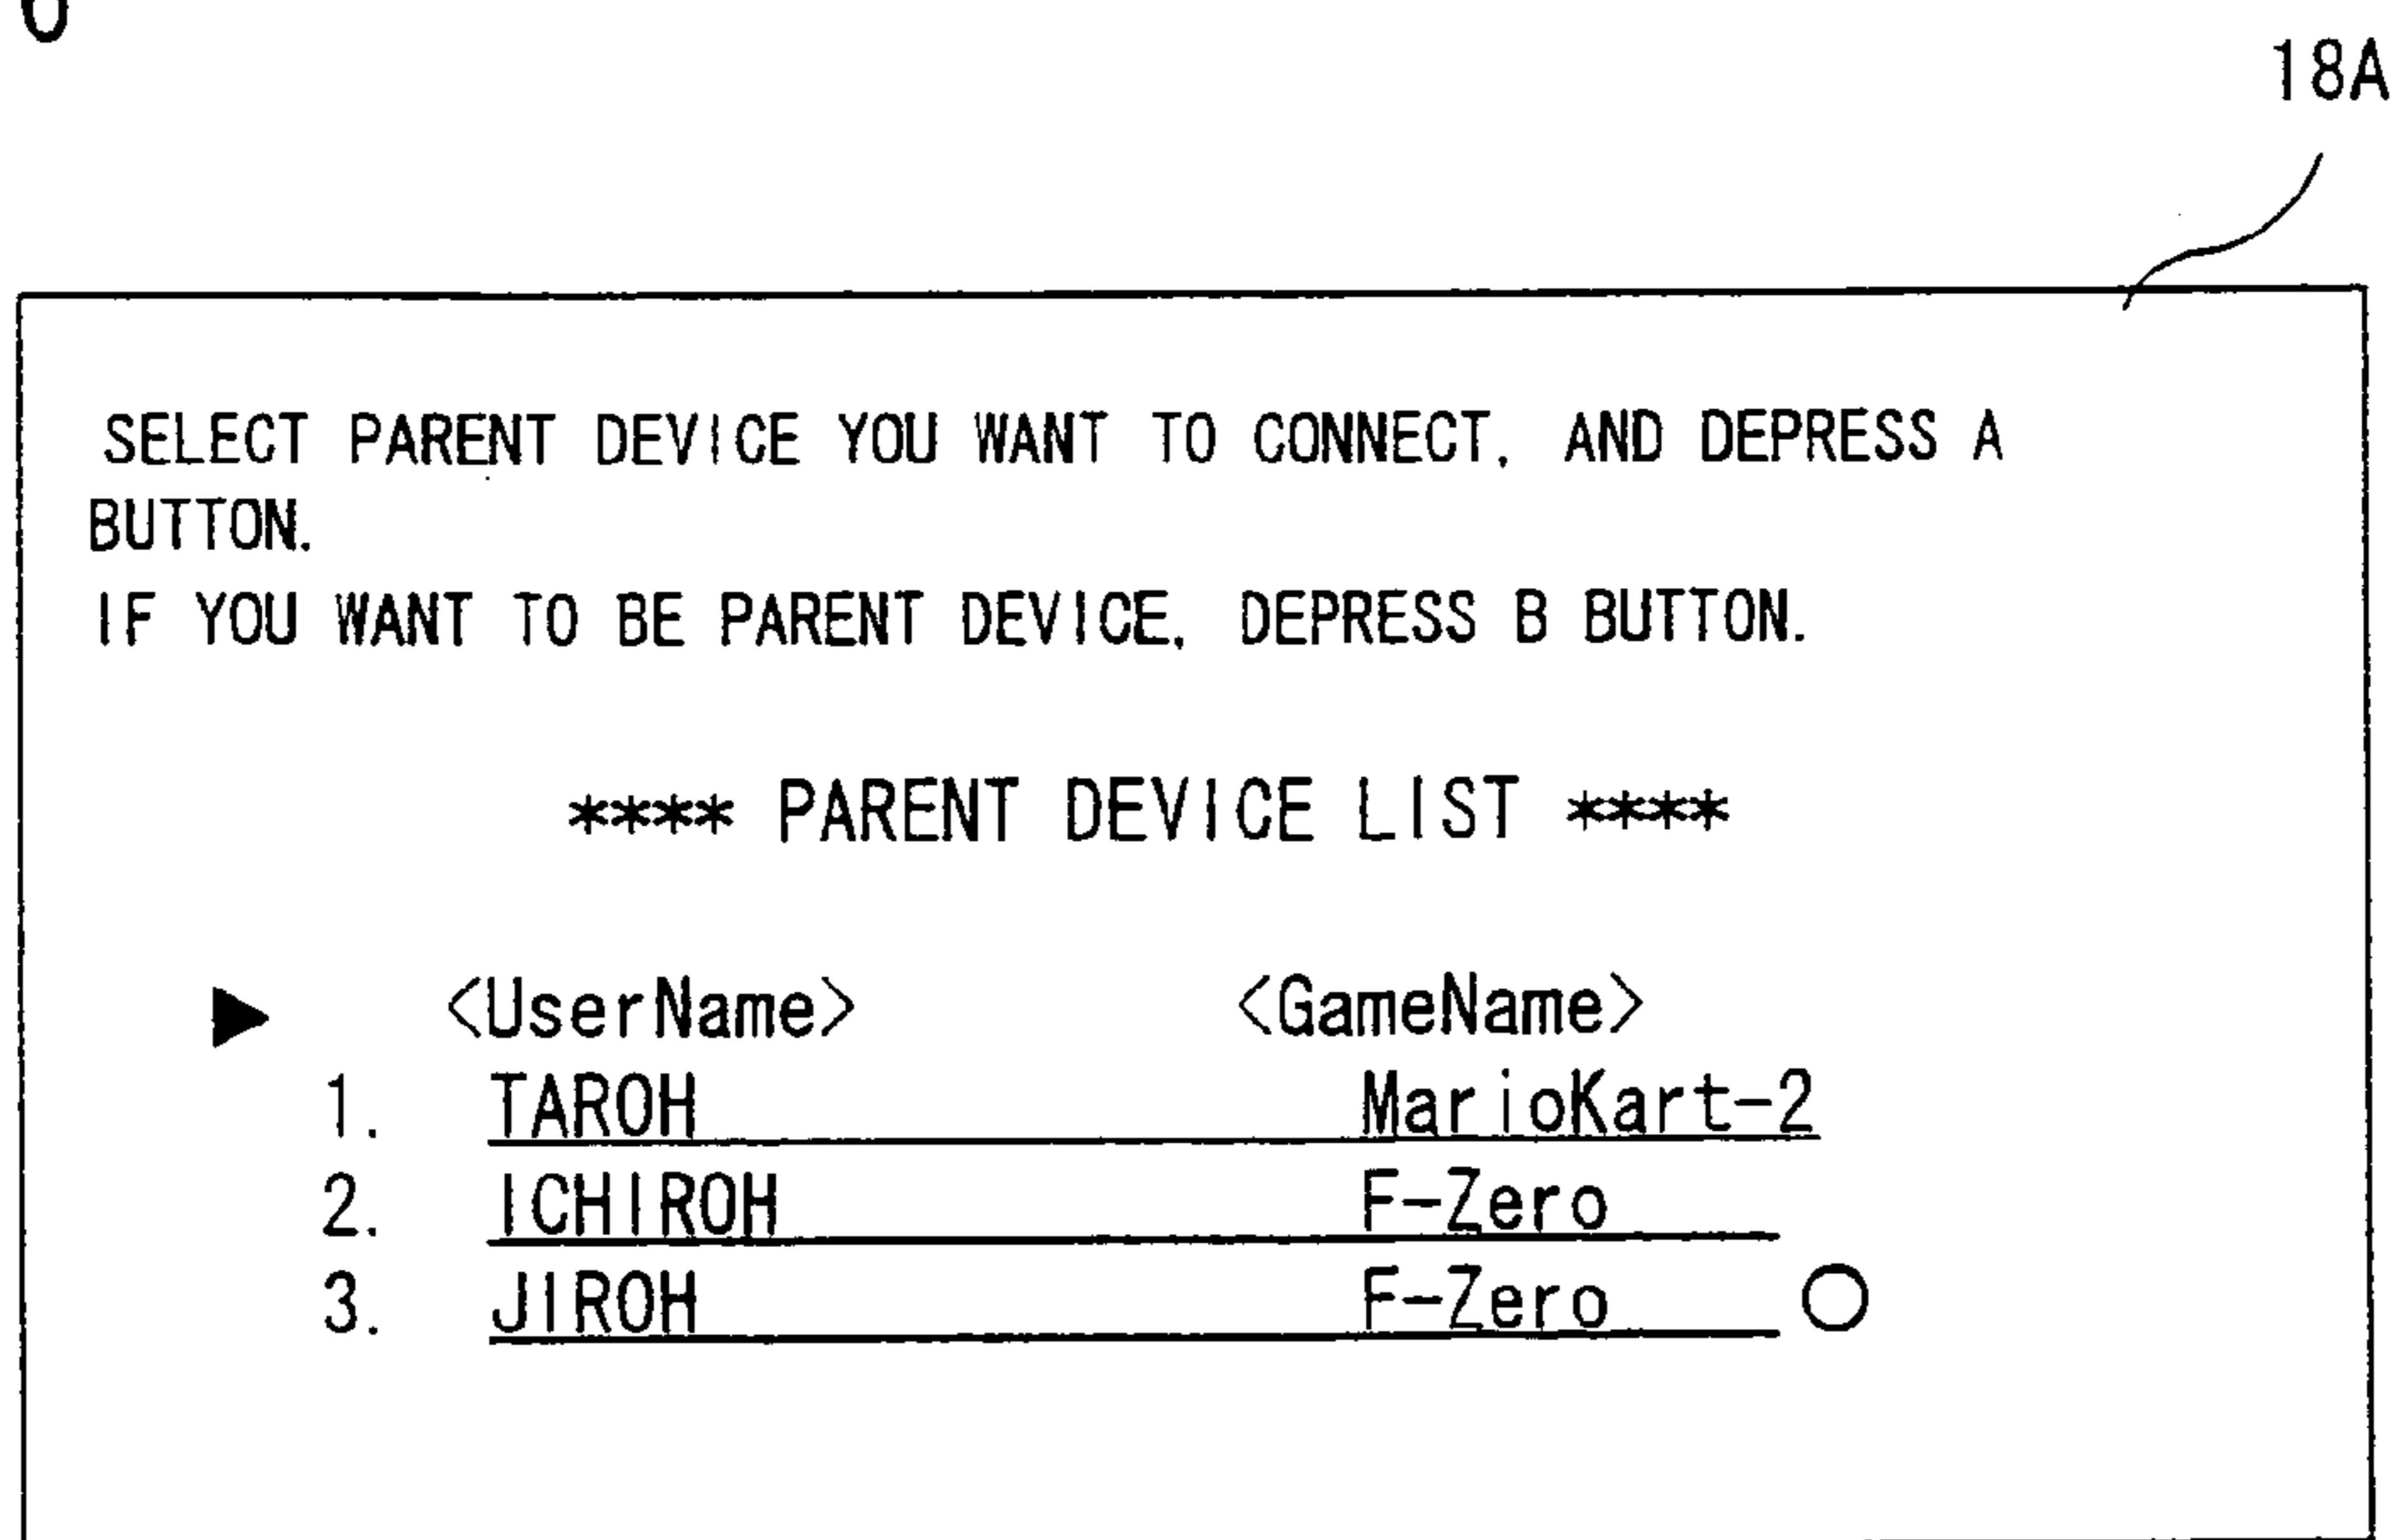 18A
SELECT PARENT DEVICE YOU WANT TO CONNECT, AND DEPRESS A
BUTTON.
IF YOU WANT TO BE PARENT DEVICE, DEPRESS B BUTTON.
**** PARENT DEVICE LIST ****
<UserName> <GameName>
1. TAROH MarioKart-2
2. ICHIROH F-Zero
3. JIROH F-Zero